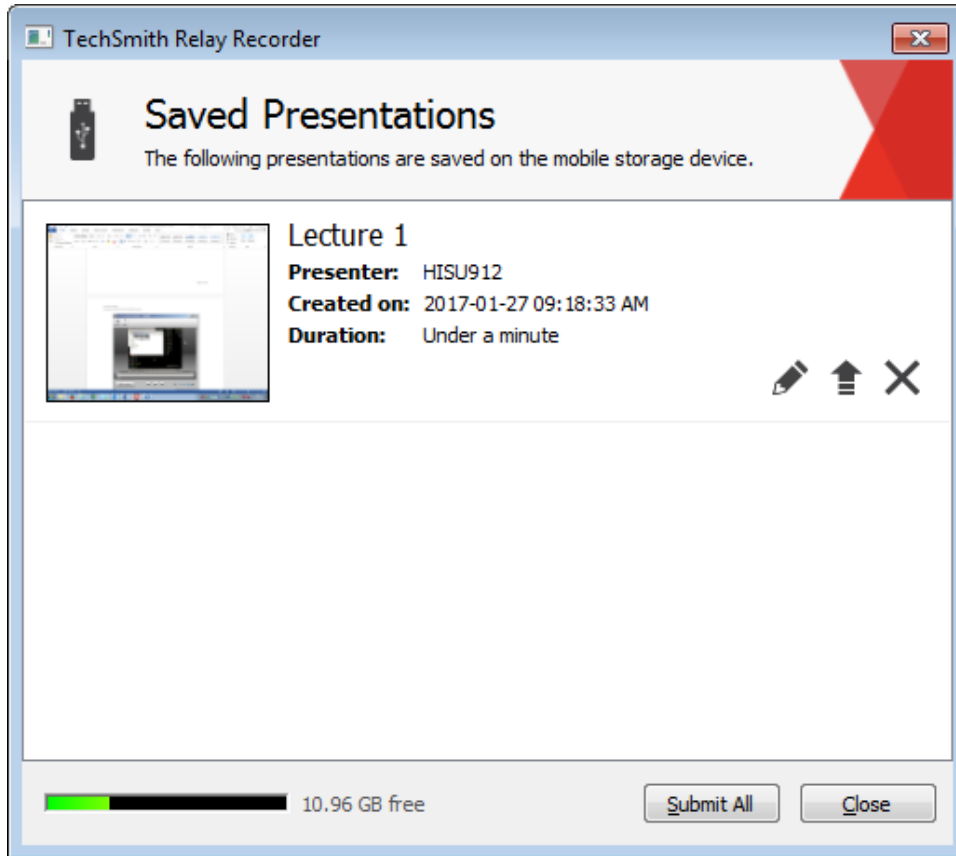 TechSmith Relay Recorder
Saved Presentations
The following presentations are saved on the mobile storage device.
Lecture 1
Presenter: HISU912
Created on: 2017-01-27 09:18:33 AM
Duration: Under a minute
10.96 GB free
Submit All
Close